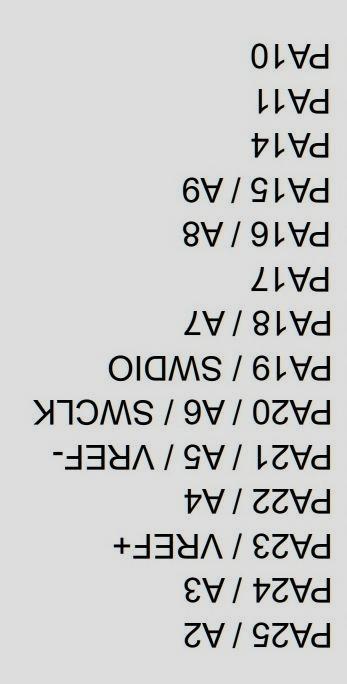 PA25 / A2
PA24 / A3
PA23 / VREF+
PA22 / A4
PA21 / A5 / VREF-
PA20 / A6 / SWCLK
PA19 / SWDIO
PA18 / A7
PA17
PA16 / A8
PA15 / A9
PA14
PA11
PA10